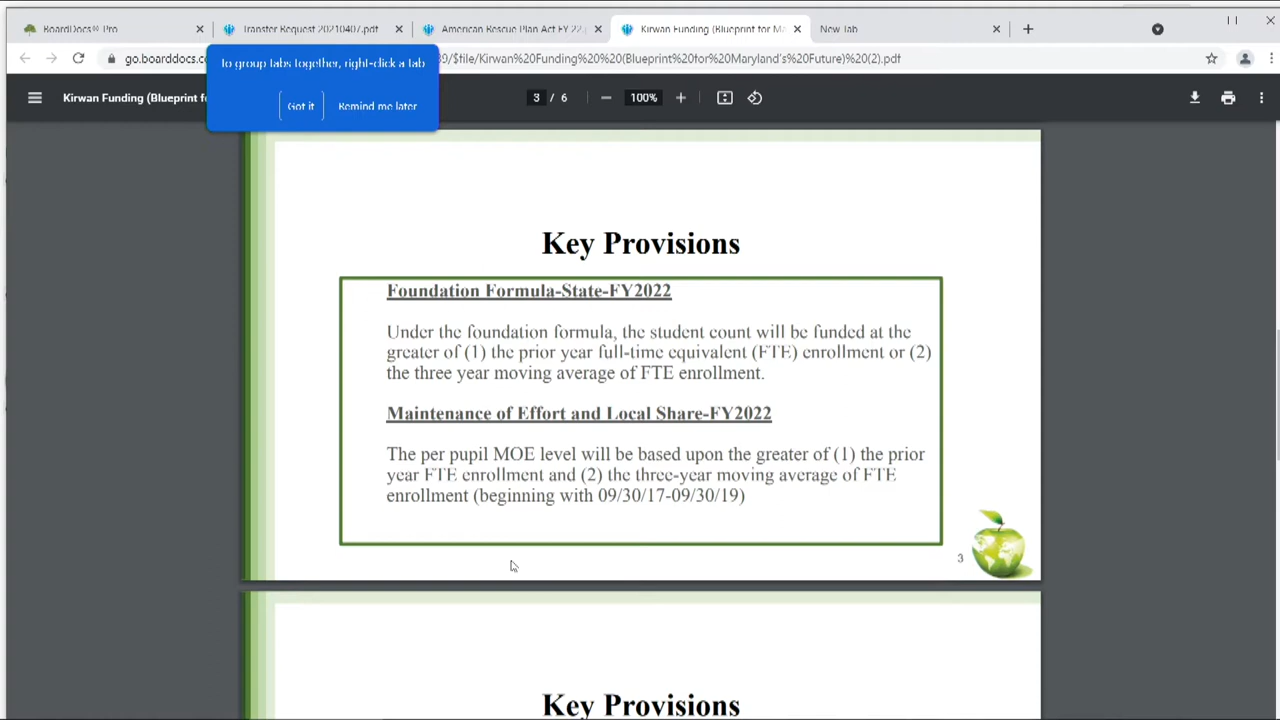 BoardDocs® Pro
Transfer Request 20210407.pdf
American Rescue Plan Act FY 22
Kirwan Funding (Blueprint for Ma
New Tab
go.boarddocs.co
9/$file/Kirwan%20Funding%20%20(Blueprint%20for%20Maryland's%20Future)%20(2).pdf
To group tabs together, right-click a tab
Got it
Remind me later
Kirwan Funding (Blueprint fo
3 / 6
100%
Key Provisions
Foundation Formula-State-FY2022
Under the foundation formula, the student count will be funded at the
greater of (1) the prior year full-time equivalent (FTE) enrollment or (2)
the three year moving average of FTE enrollment.
Maintenance of Effort and Local Share-FY2022
The per pupil MOE level will be based upon the greater of (1) the prior
year FTE enrollment and (2) the three-year moving average of FTE
enrollment (beginning with 09/30/17-09/30/19)
3
Key Provisions